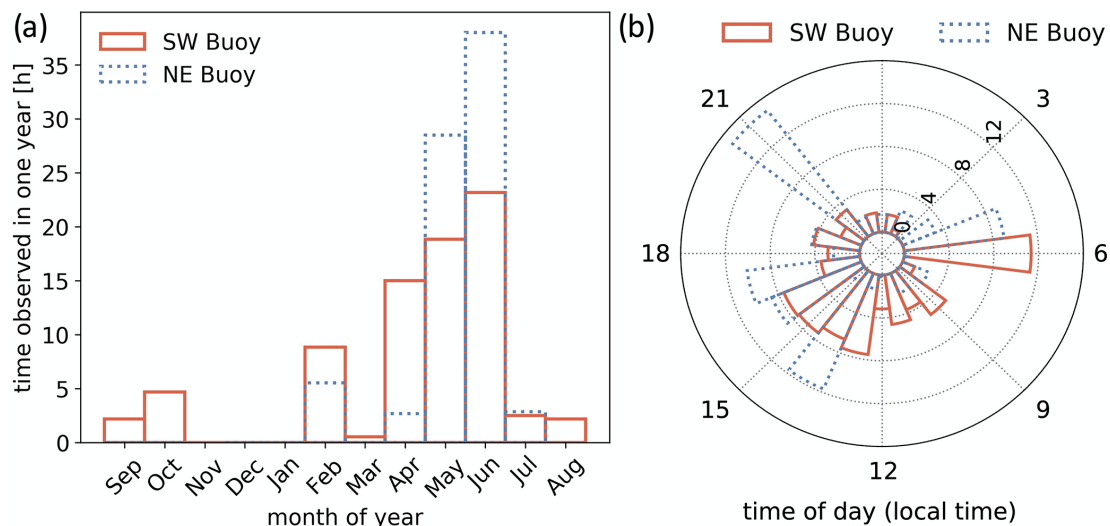 (a)
SW Buoy
NE Buoy
time observed in one year [h]
35
30
25
20
15
10
5
0
Sep Oct Nov Dec Jan Feb Mar Apr May Jun Jul Aug
month of year
(b)
SW Buoy NE Buoy
21 3
12
8
4
0
18 6
15 9
12
time of day (local time)